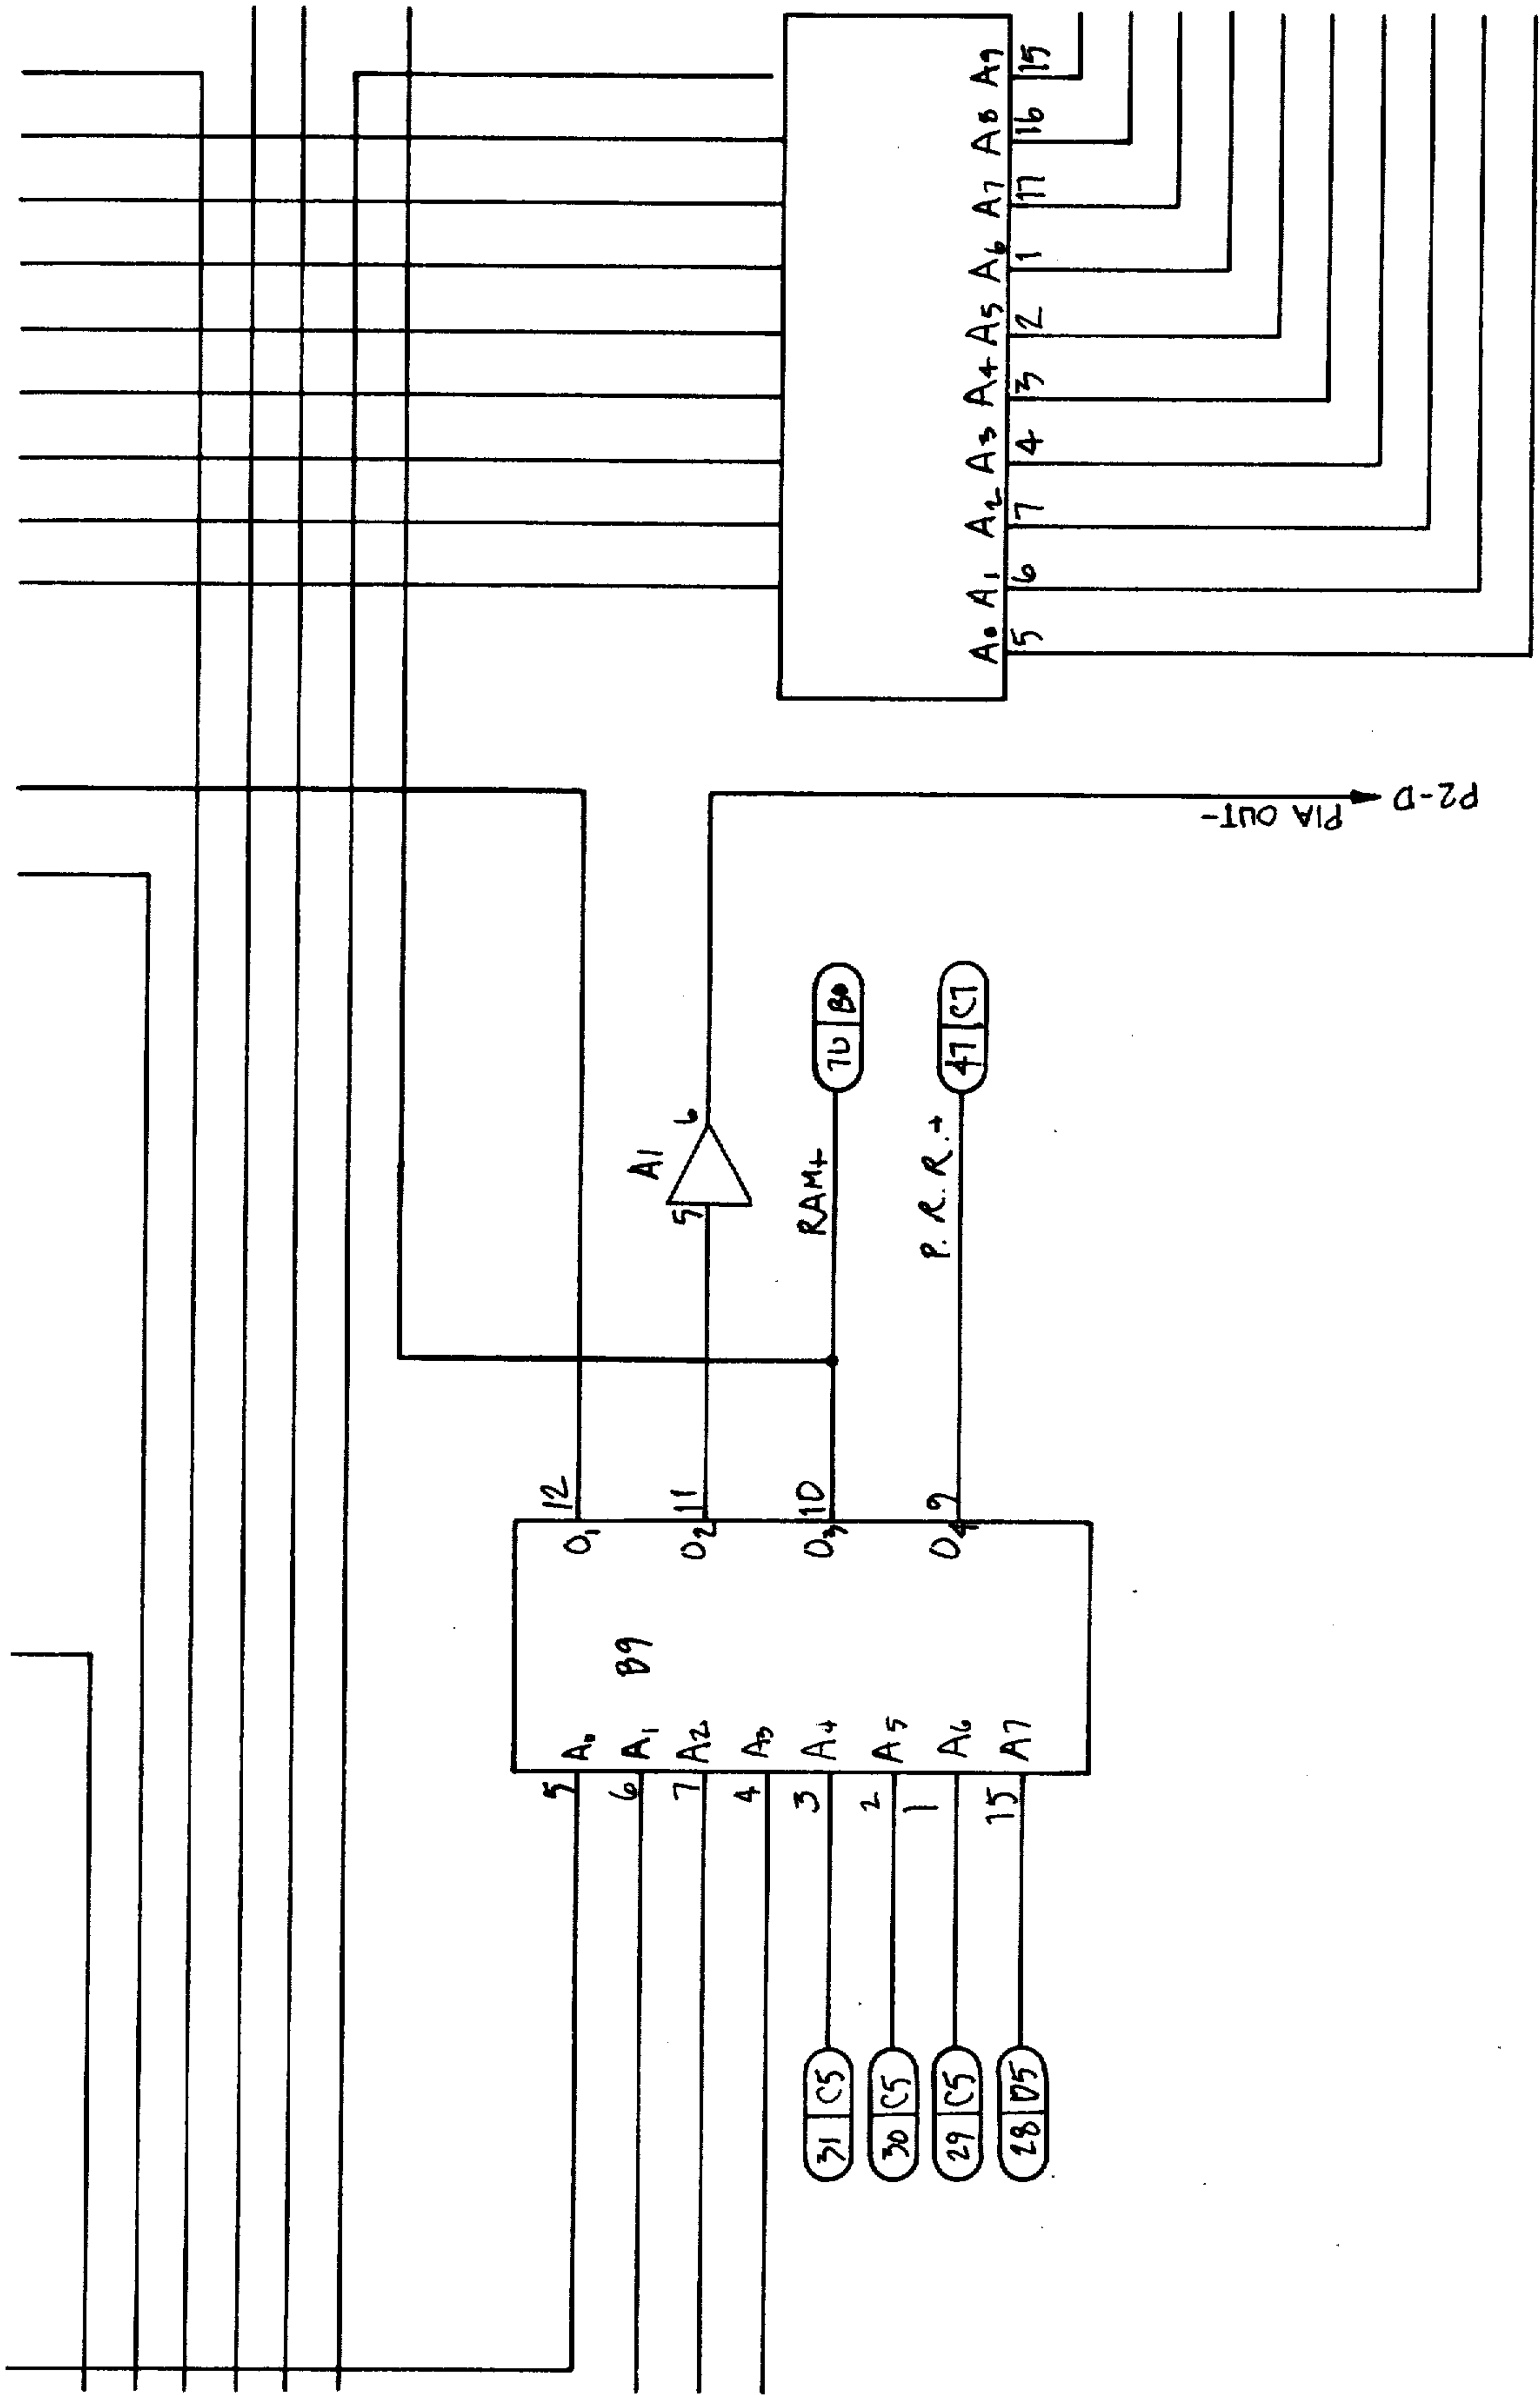 A9 A8 A7 A6 A5 A4 A3 A2 A1 A0
15 16 17 1 2 3 4 7 6 5
P2-D
PIA OUT-
B9
A0 5
A1 6
A2 7
A3 4
A4 3
A5 2
A6 1
A7 15
O1 12
O2 11
O3 10
O4 9
A1
5 6
RAM+
P.R.R.+
47 C7
31 C5
30 C5
29 C5
28 D5